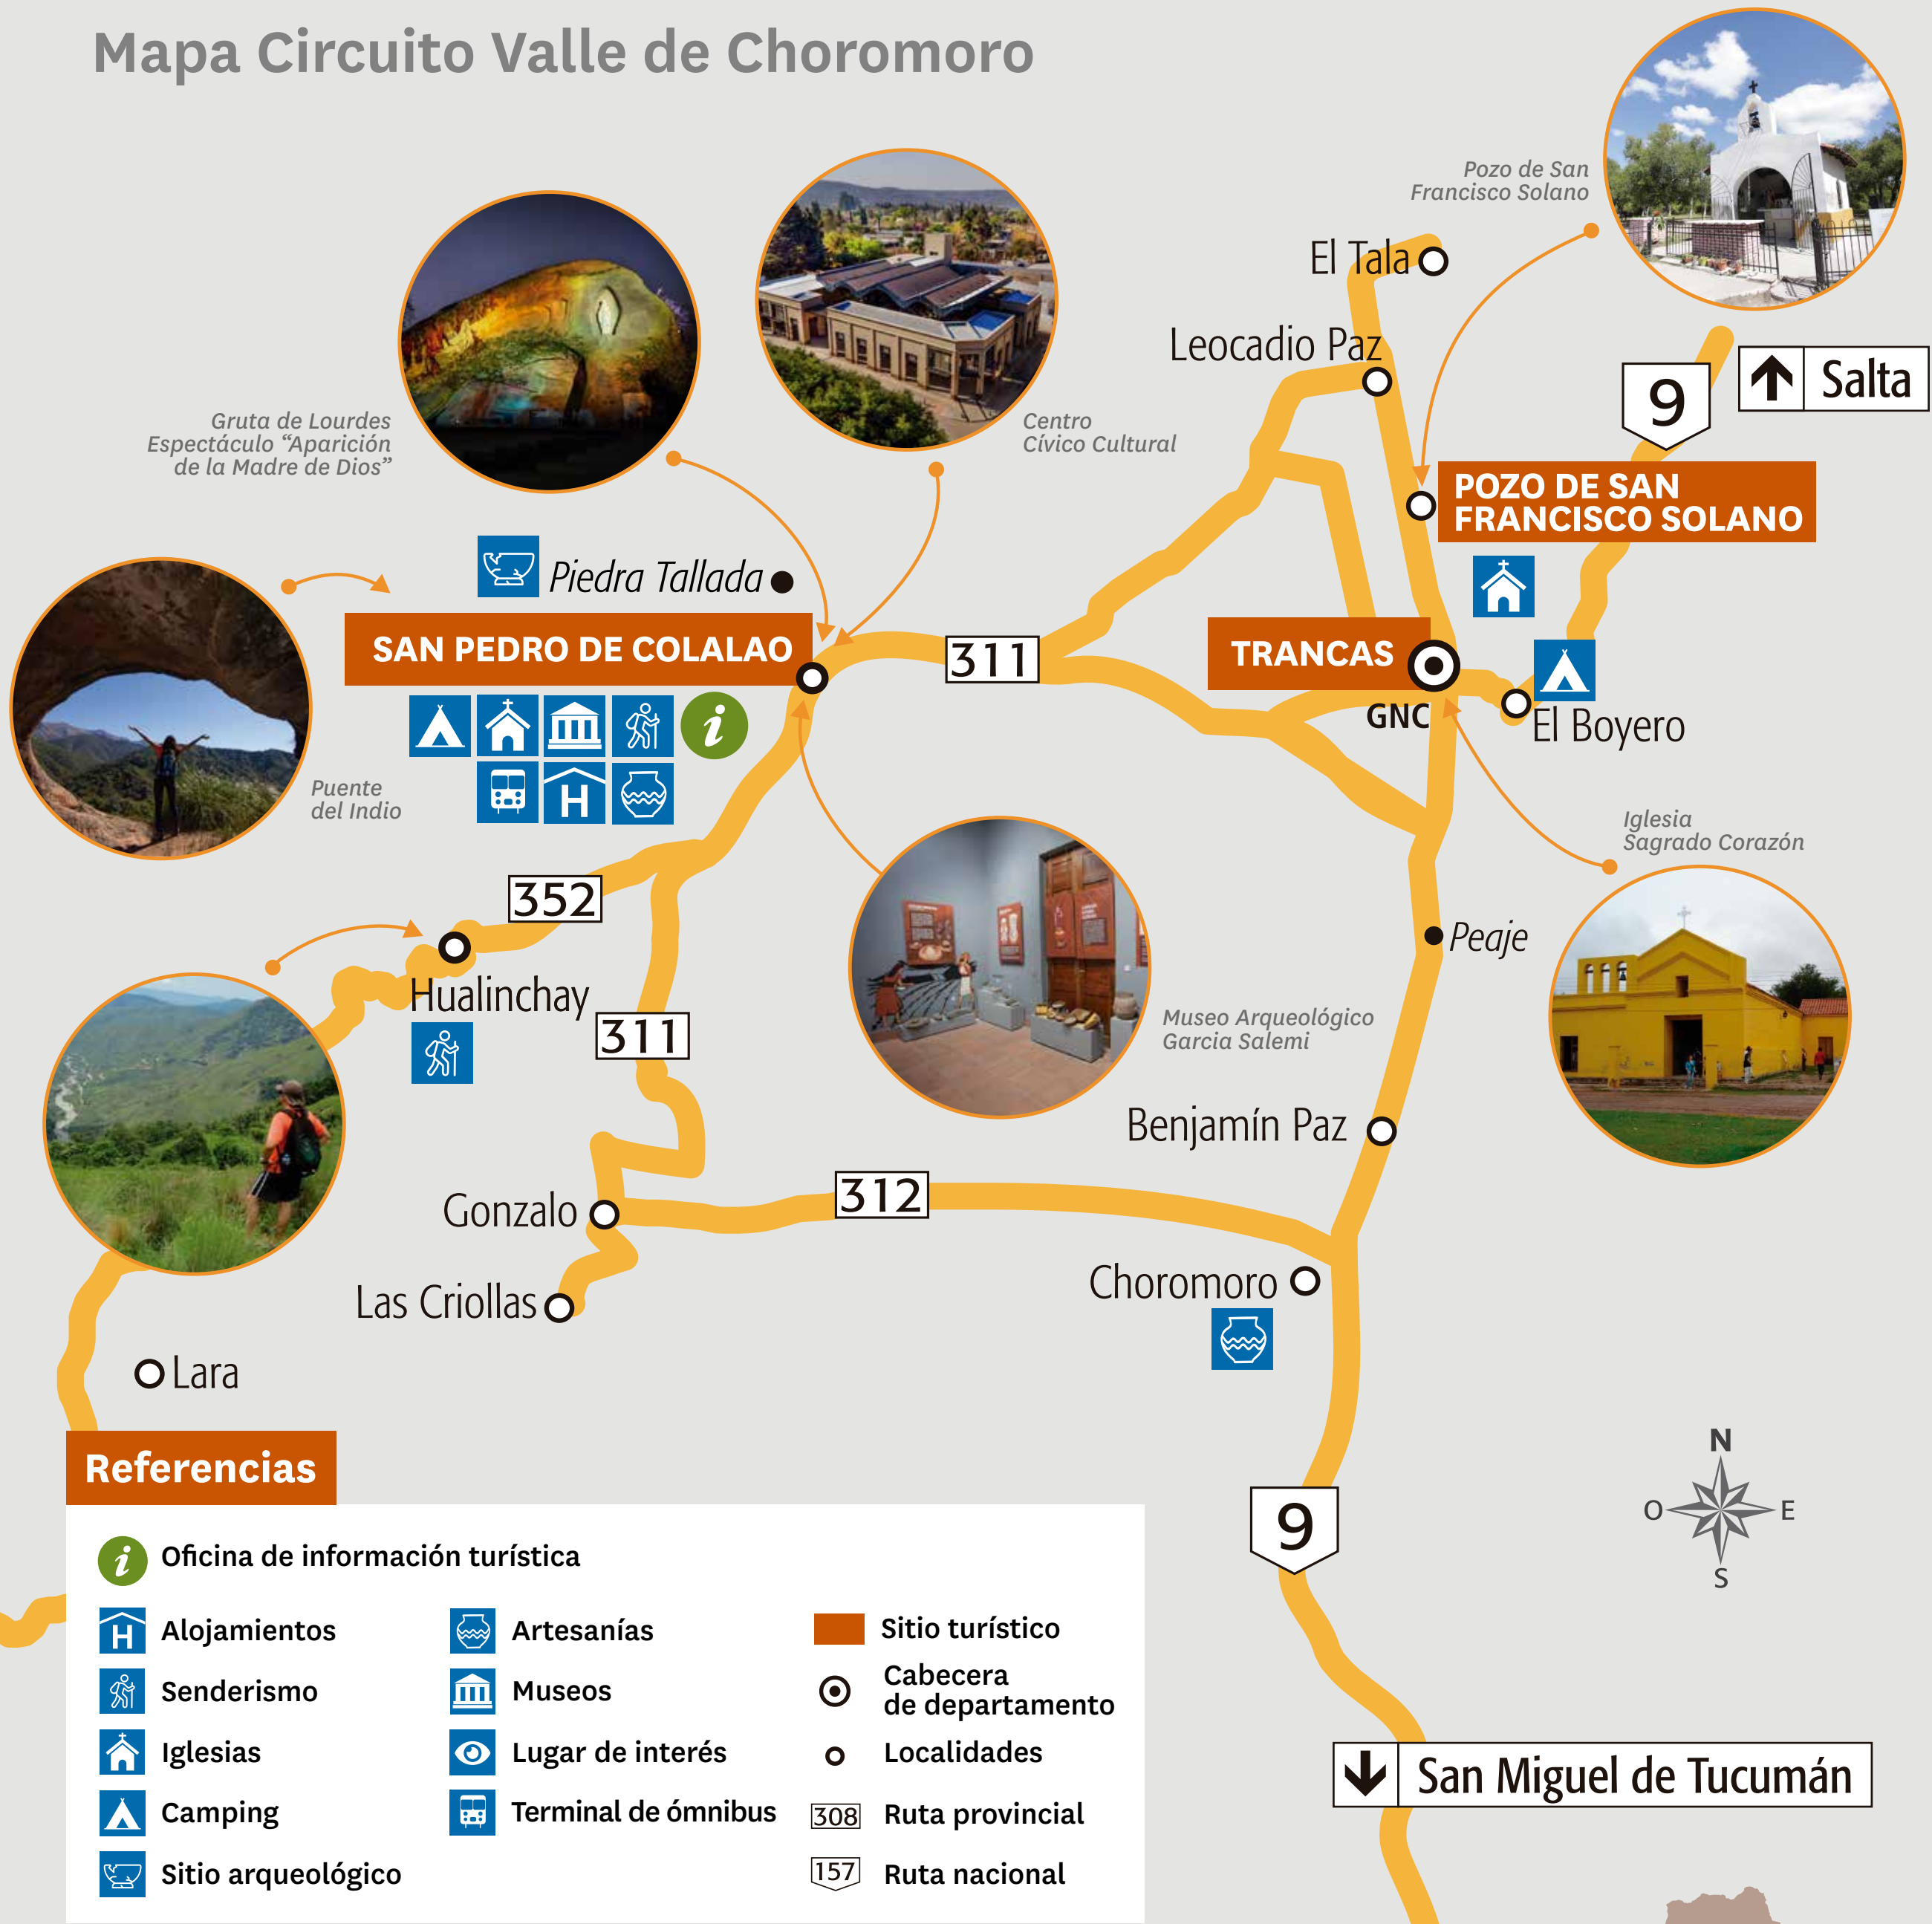 Mapa Circuito Valle de Choromoro
Pozo de San
Francisco Solano
El Tala
Leocadio Paz
9
Salta
Gruta de Lourdes
Espectáculo “Aparición
de la Madre de Dios”
Centro
Cívico Cultural
POZO DE SAN
FRANCISCO SOLANO
Piedra Tallada
SAN PEDRO DE COLALAO
311
TRANCAS
GNC
El Boyero
i
H
Puente
del Indio
Iglesia
Sagrado Corazón
352
Peaje
Hualinchay
311
Museo Arqueológico
Garcia Salemi
Benjamín Paz
312
Gonzalo
Choromoro
Las Criollas
Lara
9
N
O
E
S
San Miguel de Tucumán
Referencias
i Oficina de información turística
H Alojamientos
Senderismo
Iglesias
Camping
Sitio arqueológico
Artesanías
Museos
Lugar de interés
Terminal de ómnibus
Sitio turístico
Cabecera
de departamento
Localidades
308 Ruta provincial
157 Ruta nacional